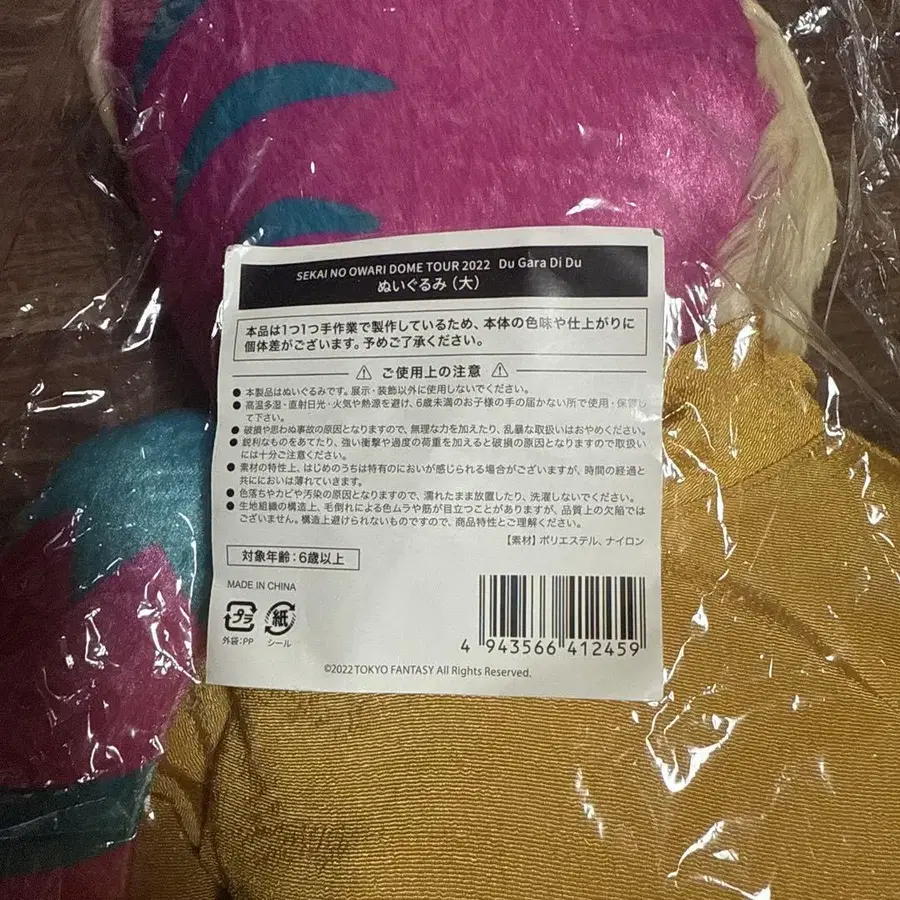 SEKAI NO OWARI DOME TOUR 2022 Du Gara Di Du
ぬいぐるみ(大)
本品は1つ1つ手作業で製作しているため、本体の色味や仕上がりに
個体差がございます。予めご了承ください。
ご使用上の注意
● 本製品はぬいぐるみです。展示・装飾以外に使用しないでください。
● 高温多湿・直射日光・火気や熱源を避け、6歳未満のお子様の手の届かない所で使用・保管し
て下さい。
● 破損や思わぬ事故の原因となりますので、無理な力を加えたり、乱暴な取扱いはおやめください。
● 鋭利なものをあてたり、強い衝撃や過度の荷重を加えると破損の原因となりますので取扱い
には十分ご注意ください。
● 素材の特性上、はじめのうちは特有のにおいが感じられる場合がございますが、時間の経過と
共ににおいは薄れていきます。
● 色落ちやカビや汚染の原因となりますので、濡れたまま放置したり、洗濯しないでください。
● 生地組織の構造上、毛倒れによる色ムラや筋が目立つことがありますが、品質上の欠陥では
ございません。構造上避けられないものですので、商品特性とご理解ください。
【素材】ポリエステル、ナイロン
対象年齢:6歳以上
MADE IN CHINA
プラ 紙
外袋:PP シール
4 943566 412459
©2022 TOKYO FANTASY All Rights Reserved.